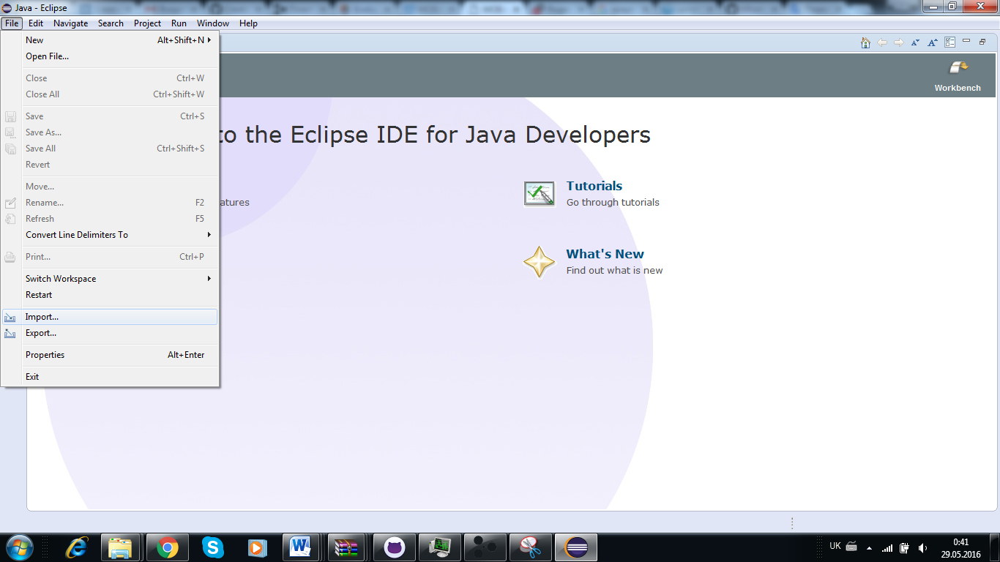 Java - Eclipse
File Edit Navigate Search Project Run Window Help
New Alt+Shift+N
Open File...
Close Ctrl+W
Close All Ctrl+Shift+W
Save Ctrl+S
Save As...
Save All Ctrl+Shift+S
Revert
Move...
Rename... F2
Refresh F5
Convert Line Delimiters To
Print... Ctrl+P
Switch Workspace
Restart
Import...
Export...
Properties Alt+Enter
Exit
Workbench
to the Eclipse IDE for Java Developers
atures
Tutorials
Go through tutorials
What's New
Find out what is new
UK
0:41
29.05.2016